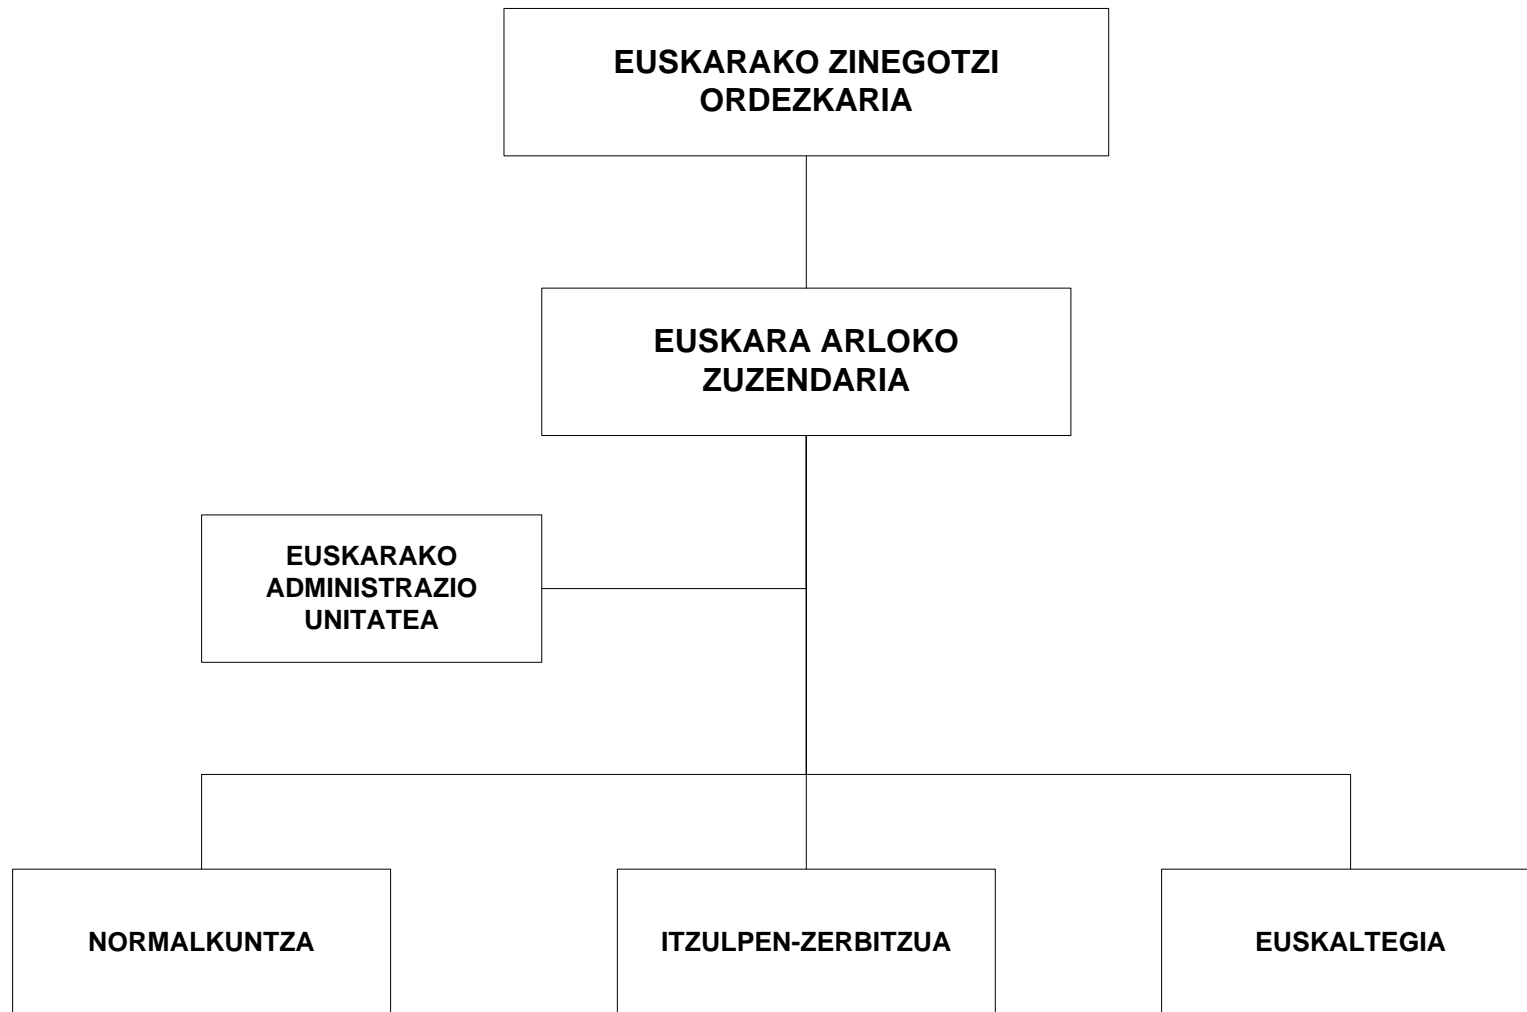 EUSKARAKO ZINEGOTZI
ORDEZKARIA
EUSKARA ARLOKO
ZUZENDARIA
EUSKARAKO
ADMINISTRAZIO
UNITATEA
NORMALKUNTZA
ITZULPEN-ZERBITZUA
EUSKALTEGIA